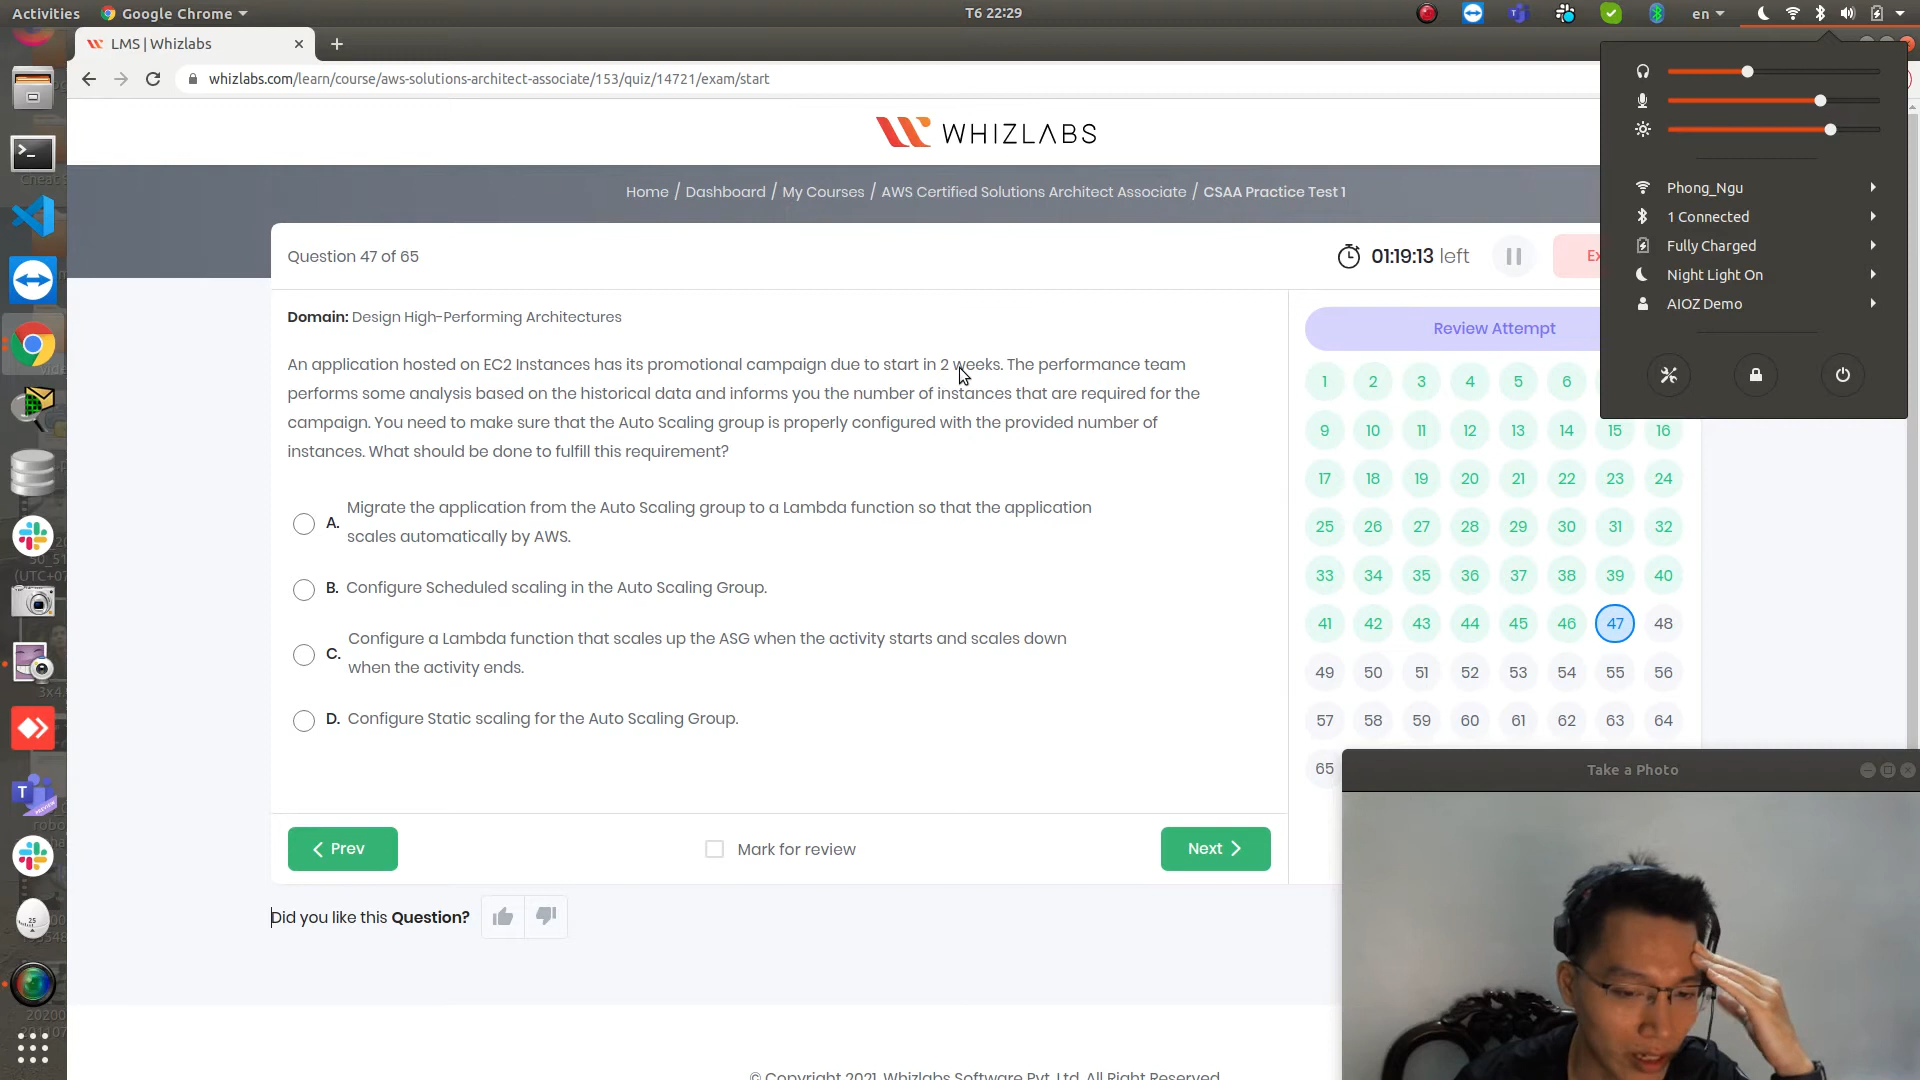 Activities
Google Chrome
T6 22:29
en
LMS | Whizlabs
whizlabs.com/learn/course/aws-solutions-architect-associate/153/quiz/14721/exam/start
WHIZLABS
Home / Dashboard / My Courses / AWS Certified Solutions Architect Associate / CSAA Practice Test 1
Phong_Ngu
1 Connected
Fully Charged
Night Light On
AIOZ Demo
Question 47 of 65
01:19:13 left
Domain: Design High-Performing Architectures
An application hosted on EC2 Instances has its promotional campaign due to start in 2 weeks. The performance team
performs some analysis based on the historical data and informs you the number of instances that are required for the
campaign. You need to make sure that the Auto Scaling group is properly configured with the provided number of
instances. What should be done to fulfill this requirement?
A. Migrate the application from the Auto Scaling group to a Lambda function so that the application
scales automatically by AWS.
B. Configure Scheduled scaling in the Auto Scaling Group.
C. Configure a Lambda function that scales up the ASG when the activity starts and scales down
when the activity ends.
D. Configure Static scaling for the Auto Scaling Group.
Prev
Mark for review
Next
Did you like this Question?
Review Attempt
1 2 3 4 5 6
9 10 11 12 13 14 15 16
17 18 19 20 21 22 23 24
25 26 27 28 29 30 31 32
33 34 35 36 37 38 39 40
41 42 43 44 45 46 47 48
49 50 51 52 53 54 55 56
57 58 59 60 61 62 63 64
65
Take a Photo
© Copyright 2021. Whizlabs Software Pvt. Ltd. All Right Reserved